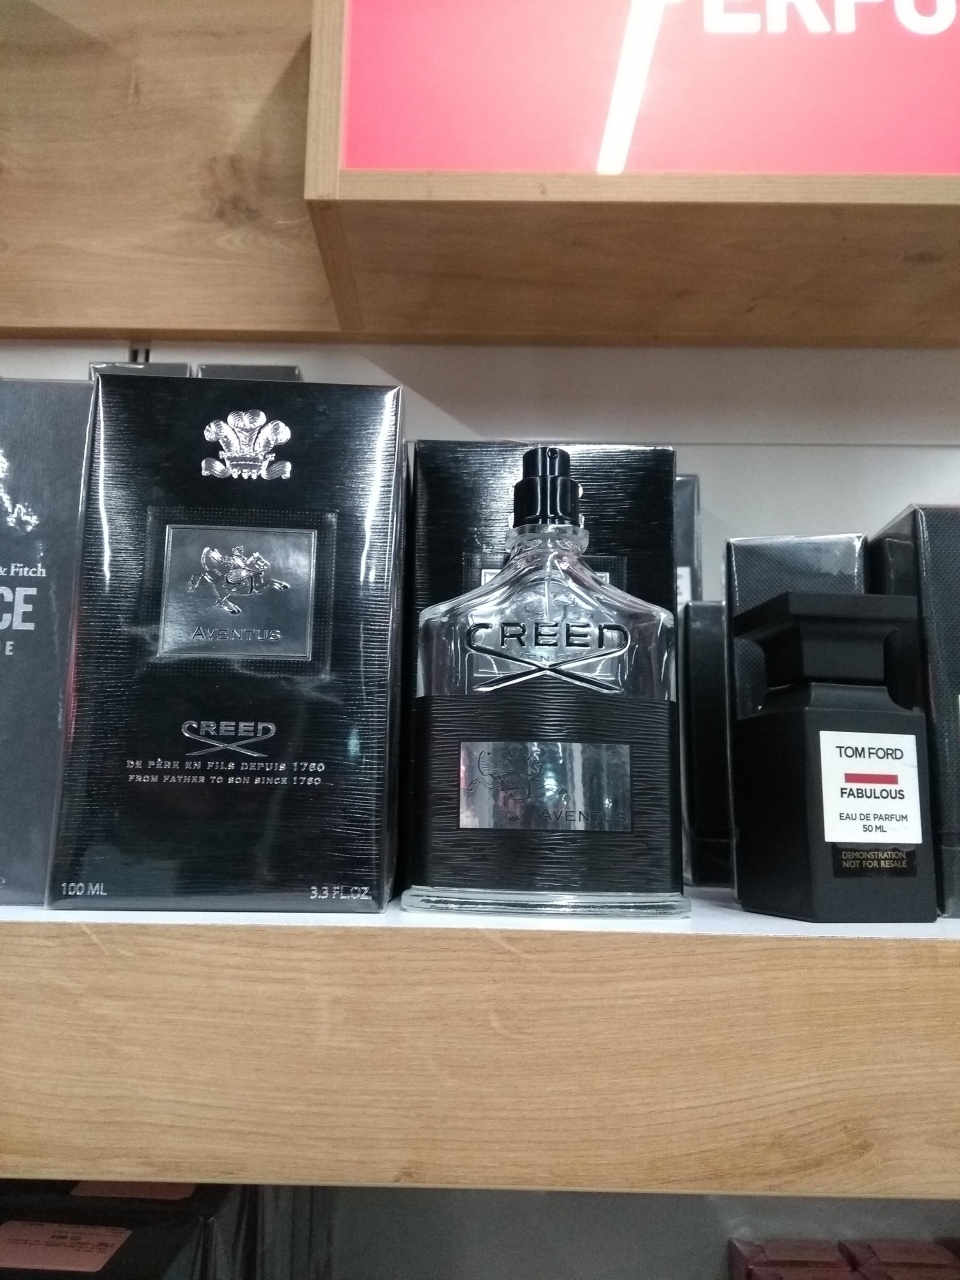 & Fitch
CE
E
AVENTUS
CREED
DE PÈRE EN FILS DEPUIS 1760
FROM FATHER TO SON SINCE 1760
100 ML
3.3 FL.OZ.
CREED
AVENTUS
TOM FORD
FABULOUS
EAU DE PARFUM
50 ML
DEMONSTRATION
NOT FOR RESALE